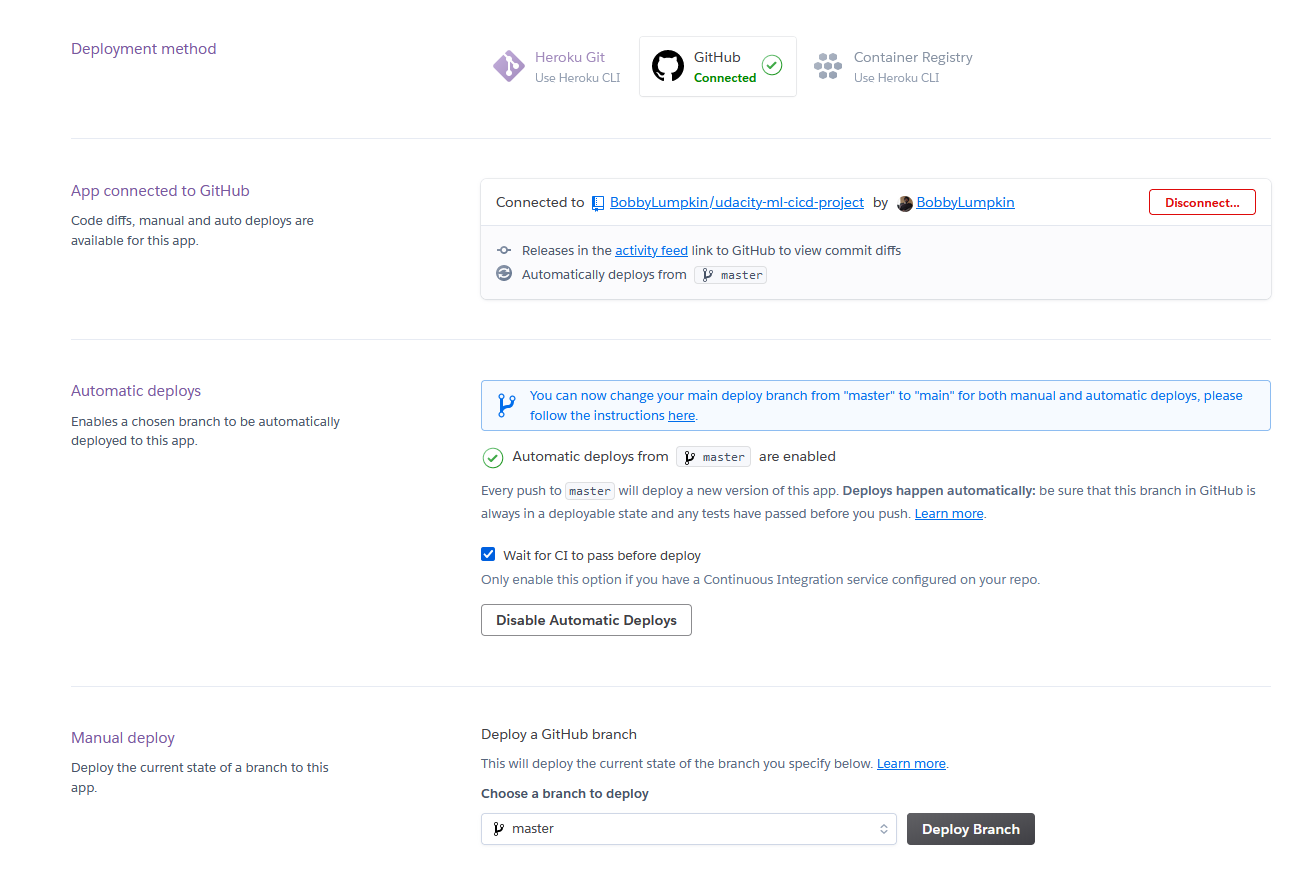 Deployment method
Heroku Git
Use Heroku CLI
GitHub
Connected
Container Registry
Use Heroku CLI
App connected to GitHub
Code diffs, manual and auto deploys are
available for this app.
Connected to BobbyLumpkin/udacity-ml-cicd-project by BobbyLumpkin
Disconnect...
Releases in the activity feed link to GitHub to view commit diffs
Automatically deploys from master
Automatic deploys
Enables a chosen branch to be automatically
deployed to this app.
You can now change your main deploy branch from "master" to "main" for both manual and automatic deploys, please
follow the instructions here.
Automatic deploys from master are enabled
Every push to master will deploy a new version of this app. Deploys happen automatically: be sure that this branch in GitHub is
always in a deployable state and any tests have passed before you push. Learn more.
Wait for CI to pass before deploy
Only enable this option if you have a Continuous Integration service configured on your repo.
Disable Automatic Deploys
Manual deploy
Deploy the current state of a branch to this
app.
Deploy a GitHub branch
This will deploy the current state of the branch you specify below. Learn more.
Choose a branch to deploy
master
Deploy Branch